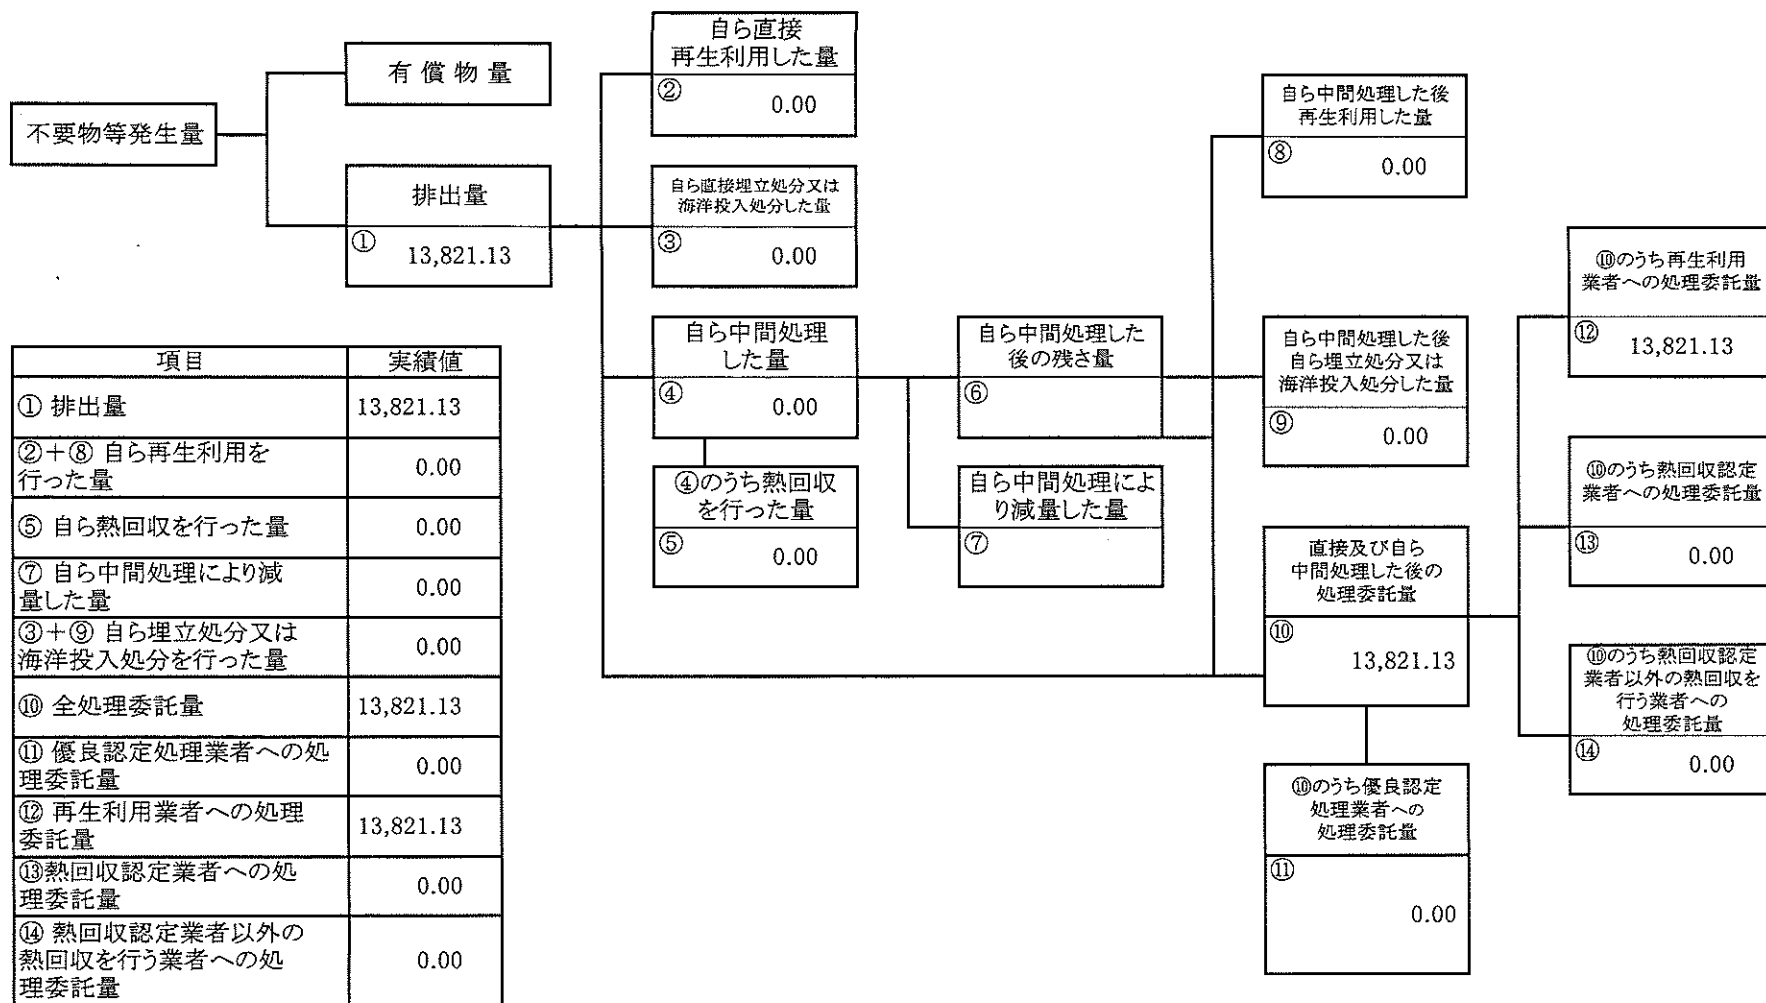 不要物等発生量
有償物量
排出量
① 13,821.13
自ら直接
再生利用した量
② 0.00
自ら直接埋立処分又は
海洋投入処分した量
③ 0.00
自ら中間処理
した量
④ 0.00
④のうち熱回収
を行った量
⑤ 0.00
自ら中間処理した
後の残さ量
⑥
自ら中間処理によ
り減量した量
⑦
自ら中間処理した後
再生利用した量
⑧ 0.00
自ら中間処理した後
自ら埋立処分又は
海洋投入処分した量
⑨ 0.00
直接及び自ら
中間処理した後の
処理委託量
⑩
13,821.13
⑩のうち優良認定
処理業者への
処理委託量
⑪
0.00
⑩のうち再生利用
業者への処理委託量
⑫ 13,821.13
⑩のうち熱回収認定
業者への処理委託量
⑬ 0.00
⑩のうち熱回収認定
業者以外の熱回収を
行う業者への
処理委託量
⑭ 0.00
項目 実績値
① 排出量 13,821.13
②+⑧ 自ら再生利用を
行った量 0.00
⑤ 自ら熱回収を行った量 0.00
⑦ 自ら中間処理により減
量した量 0.00
③+⑨ 自ら埋立処分又は
海洋投入処分を行った量 0.00
⑩ 全処理委託量 13,821.13
⑪ 優良認定処理業者への処
理委託量 0.00
⑫ 再生利用業者への処理
委託量 13,821.13
⑬熱回収認定業者への処
理委託量 0.00
⑭ 熱回収認定業者以外の
熱回収を行う業者への処
理委託量 0.00